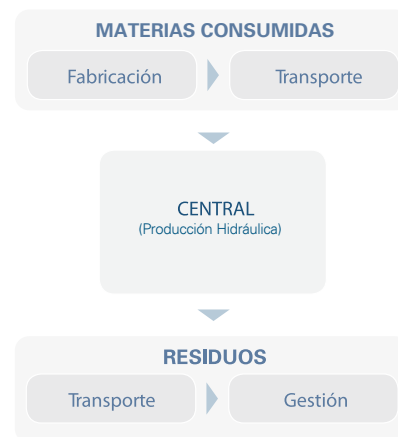 MATERIAS CONSUMIDAS
Fabricación
Transporte
CENTRAL
(Producción Hidráulica)
RESIDUOS
Transporte
Gestión